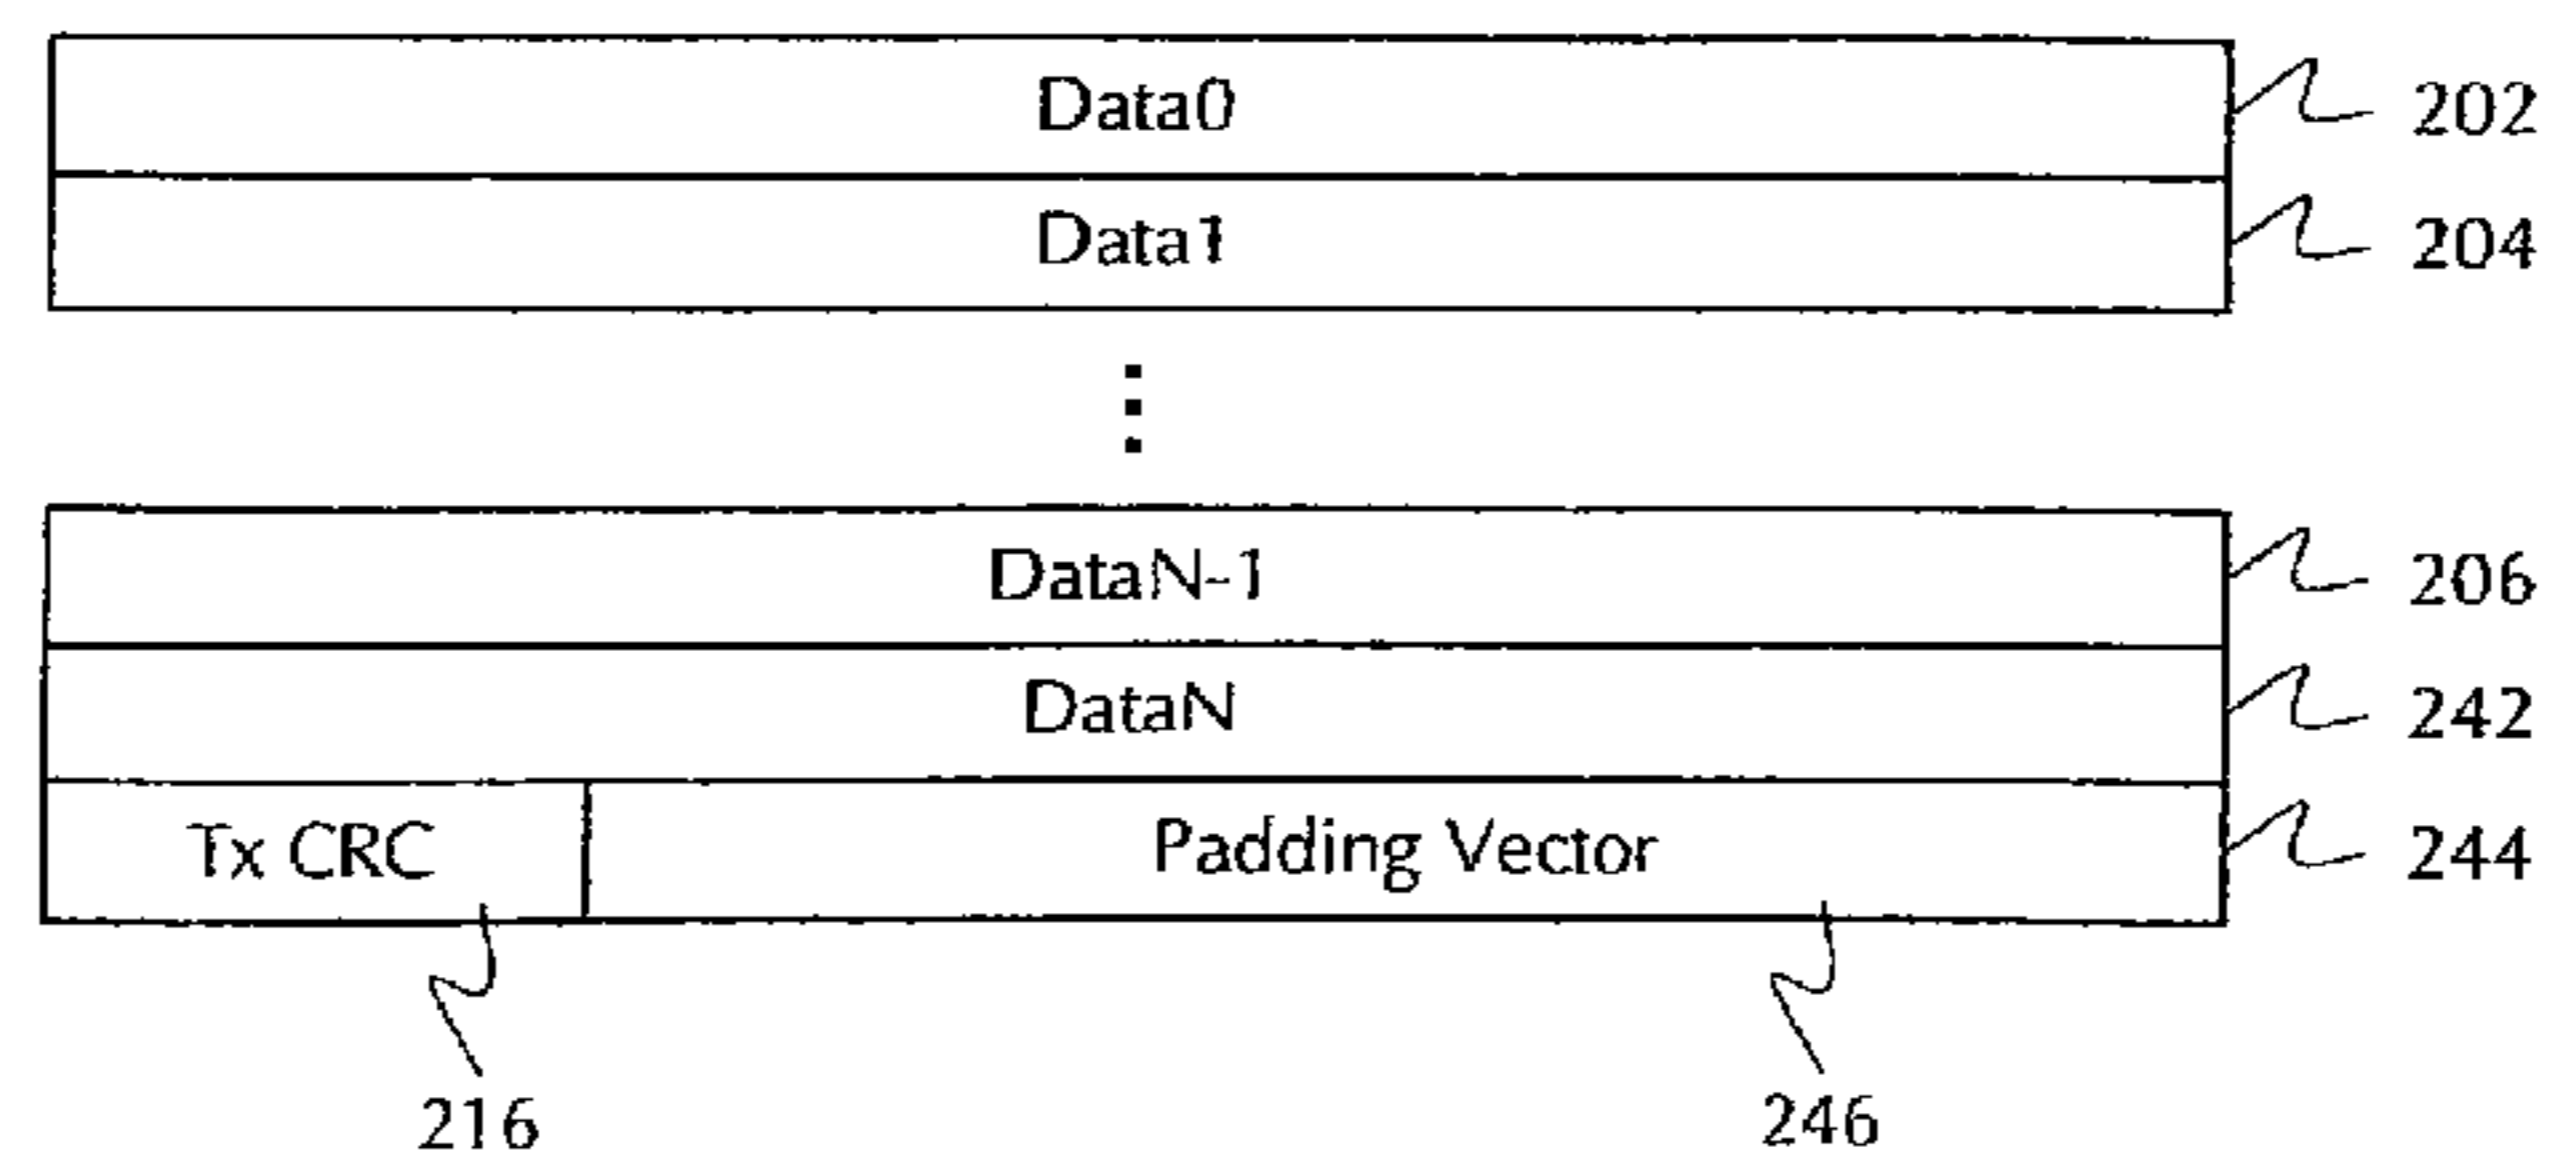 Data0 202
Data1 204
DataN-1 206
DataN 242
Tx CRC Padding Vector 244
216 246